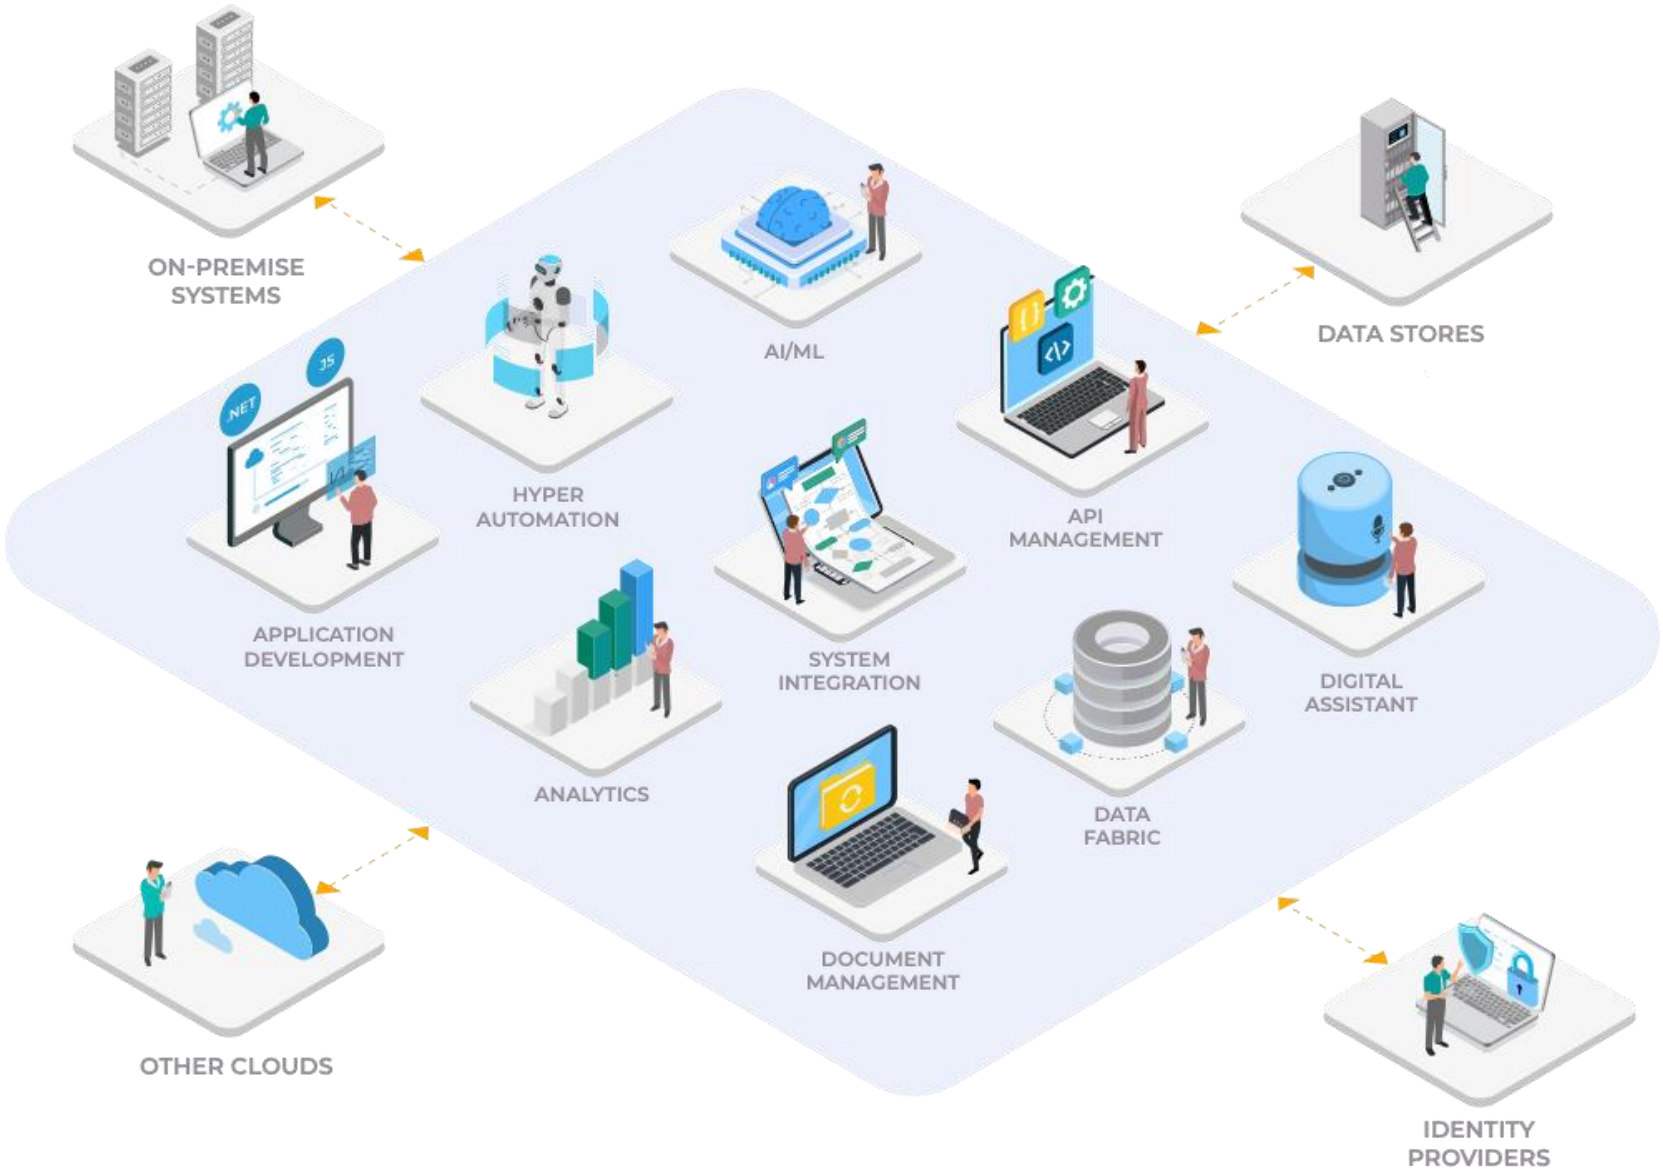 ON-PREMISE
SYSTEMS
DATA STORES
AI/ML
JS
.NET
{ }
</>
HYPER
AUTOMATION
API
MANAGEMENT
APPLICATION
DEVELOPMENT
SYSTEM
INTEGRATION
DIGITAL
ASSISTANT
ANALYTICS
DATA
FABRIC
DOCUMENT
MANAGEMENT
OTHER CLOUDS
IDENTITY
PROVIDERS